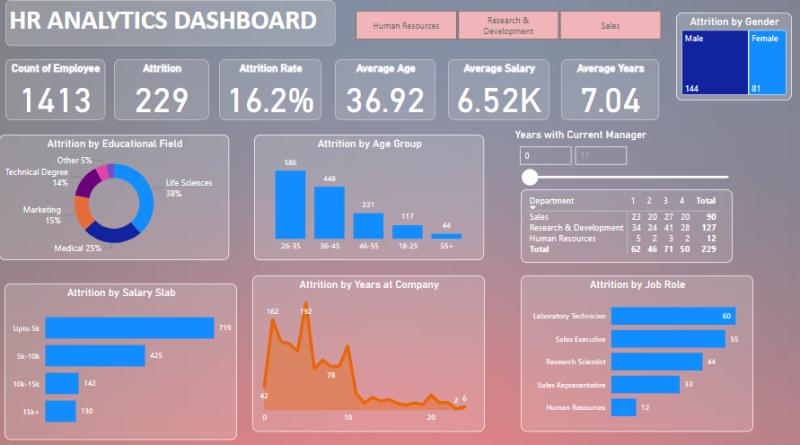 HR ANALYTICS DASHBOARD
Human Resources
Research &
Development
Sales
Attrition by Gender
Male
Female
144
81
Count of Employee
1413
Attrition
229
Attrition Rate
16.2%
Average Age
36.92
Average Salary
6.52K
Average Years
7.04
Attrition by Educational Field
Other 5%
Technical Degree
14%
Life Sciences
38%
Marketing
15%
Medical 25%
Attrition by Age Group
586
448
221
117
44
26-35 36-45 46-55 18-25 55+
Years with Current Manager
0
17
Department 1 2 3 4 Total
Sales 23 20 27 20 90
Research & Development 34 24 41 28 127
Human Resources 5 2 3 2 12
Total 62 46 71 50 229
Attrition by Salary Slab
Upto 5k 719
5k-10k 425
10k-15k 142
15k+ 130
Attrition by Years at Company
162
192
78
42
2 6
0 10 20
Attrition by Job Role
Laboratory Technician 60
Sales Executive 55
Research Scientist 44
Sales Representative 33
Human Resources 12